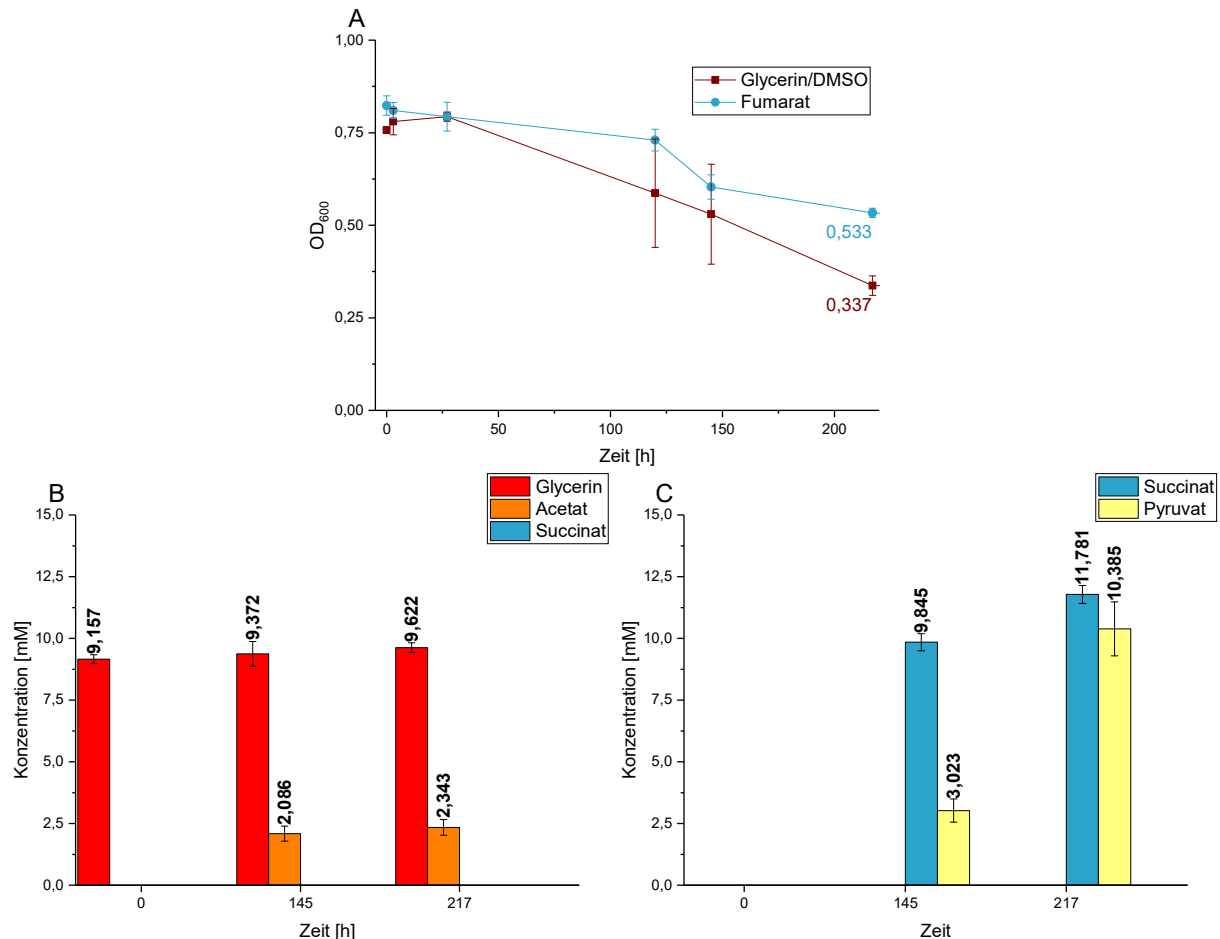 A
1,00
0,75
0,50
0,25
0,00
OD600
Glycerin/DMSO
Fumarat
0,533
0,337
0
50
100
150
200
Zeit [h]
B
Glycerin
Acetat
Succinat
15,0
12,5
10,0
7,5
5,0
2,5
0,0
Konzentration [mM]
9,157
9,372
2,086
9,622
2,343
0
145
217
Zeit [h]
C
Succinat
Pyruvat
15,0
12,5
10,0
7,5
5,0
2,5
0,0
Konzentration [mM]
9,845
3,023
11,781
10,385
0
145
217
Zeit